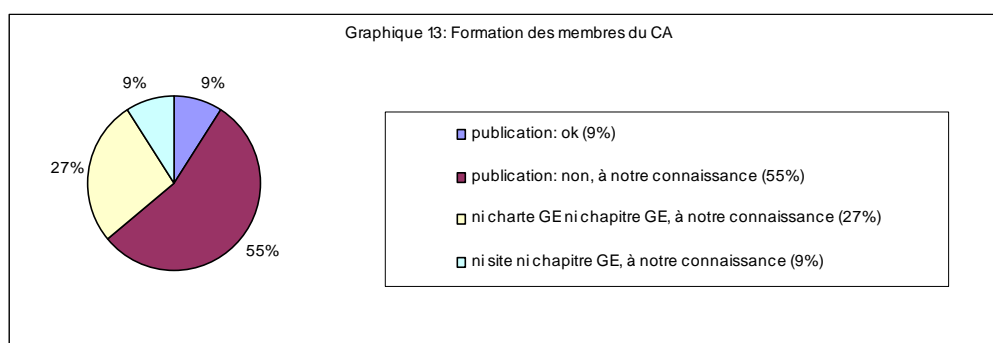 Graphique 13: Formation des membres du CA
9%
9%
27%
55%
publication: ok (9%)
publication: non, à notre connaissance (55%)
ni charte GE ni chapitre GE, à notre connaissance (27%)
ni site ni chapitre GE, à notre connaissance (9%)